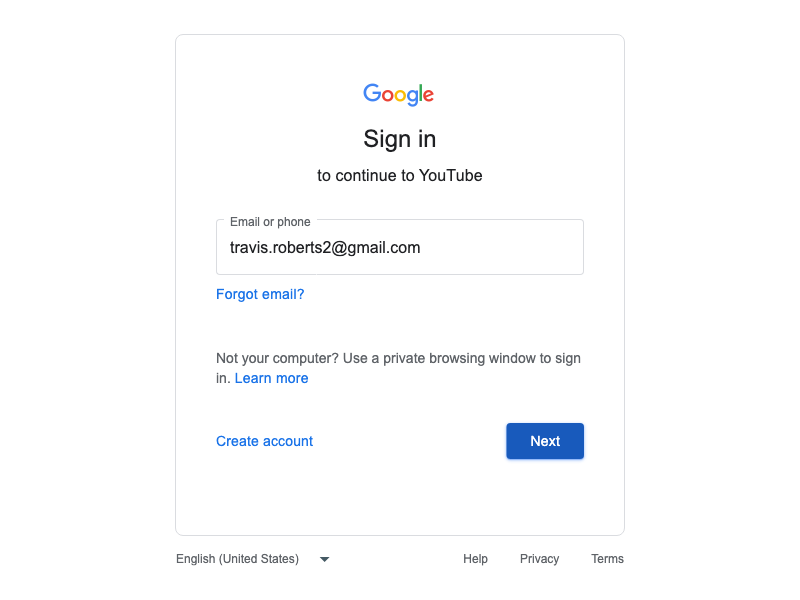 Google
Sign in
to continue to YouTube
Email or phone
travis.roberts2@gmail.com
Forgot email?
Not your computer? Use a private browsing window to sign
in. Learn more
Create account
Next
English (United States)
Help
Privacy
Terms